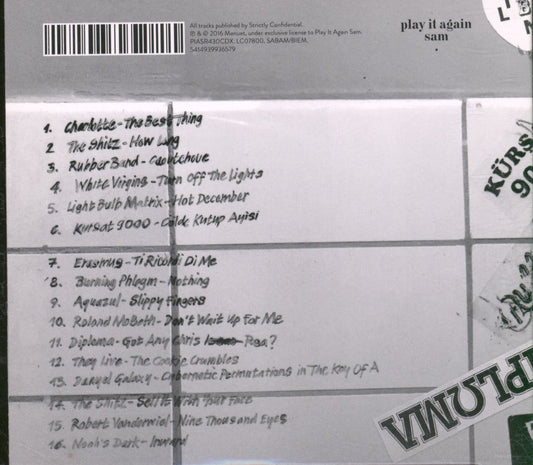 All tracks published by Strictly Confidential.
℗ & © 2016 Menuet, under exclusive license to Play It Again Sam.
PIASR430CDX. LC07800. SABAM/BIEM.
5414939936579
play it again
sam
1. Charlotte - The Best Thing
2 The Shitz - How Long
3. Rubber Band - Caoutchouc
4. White Virgins - Turn Off The Lights
5. Light Bulb Matrix - Hot December
6. Kursat 9000 - Çölde Kutup Ayisi
7. Erasmus - Ti Ricordi Di Me
8. Burning Phlegm - Nothing
9. Aquazul - Slippy Fingers
10. Roland McBeth - Don't Wait Up For Me
11. Diploma - Got Any Chris Rea?
12. They Live - The Cookie Crumbles
13. Danyel Galaxy - Cybernetic Permutations in The Key Of A
14. The Shitz - Sell It With Your Face
15. Robert Vanderwiel - Nine Thousand Eyes
16. Noah's Dark - Inward
KÜRS
90
IPLΩMA